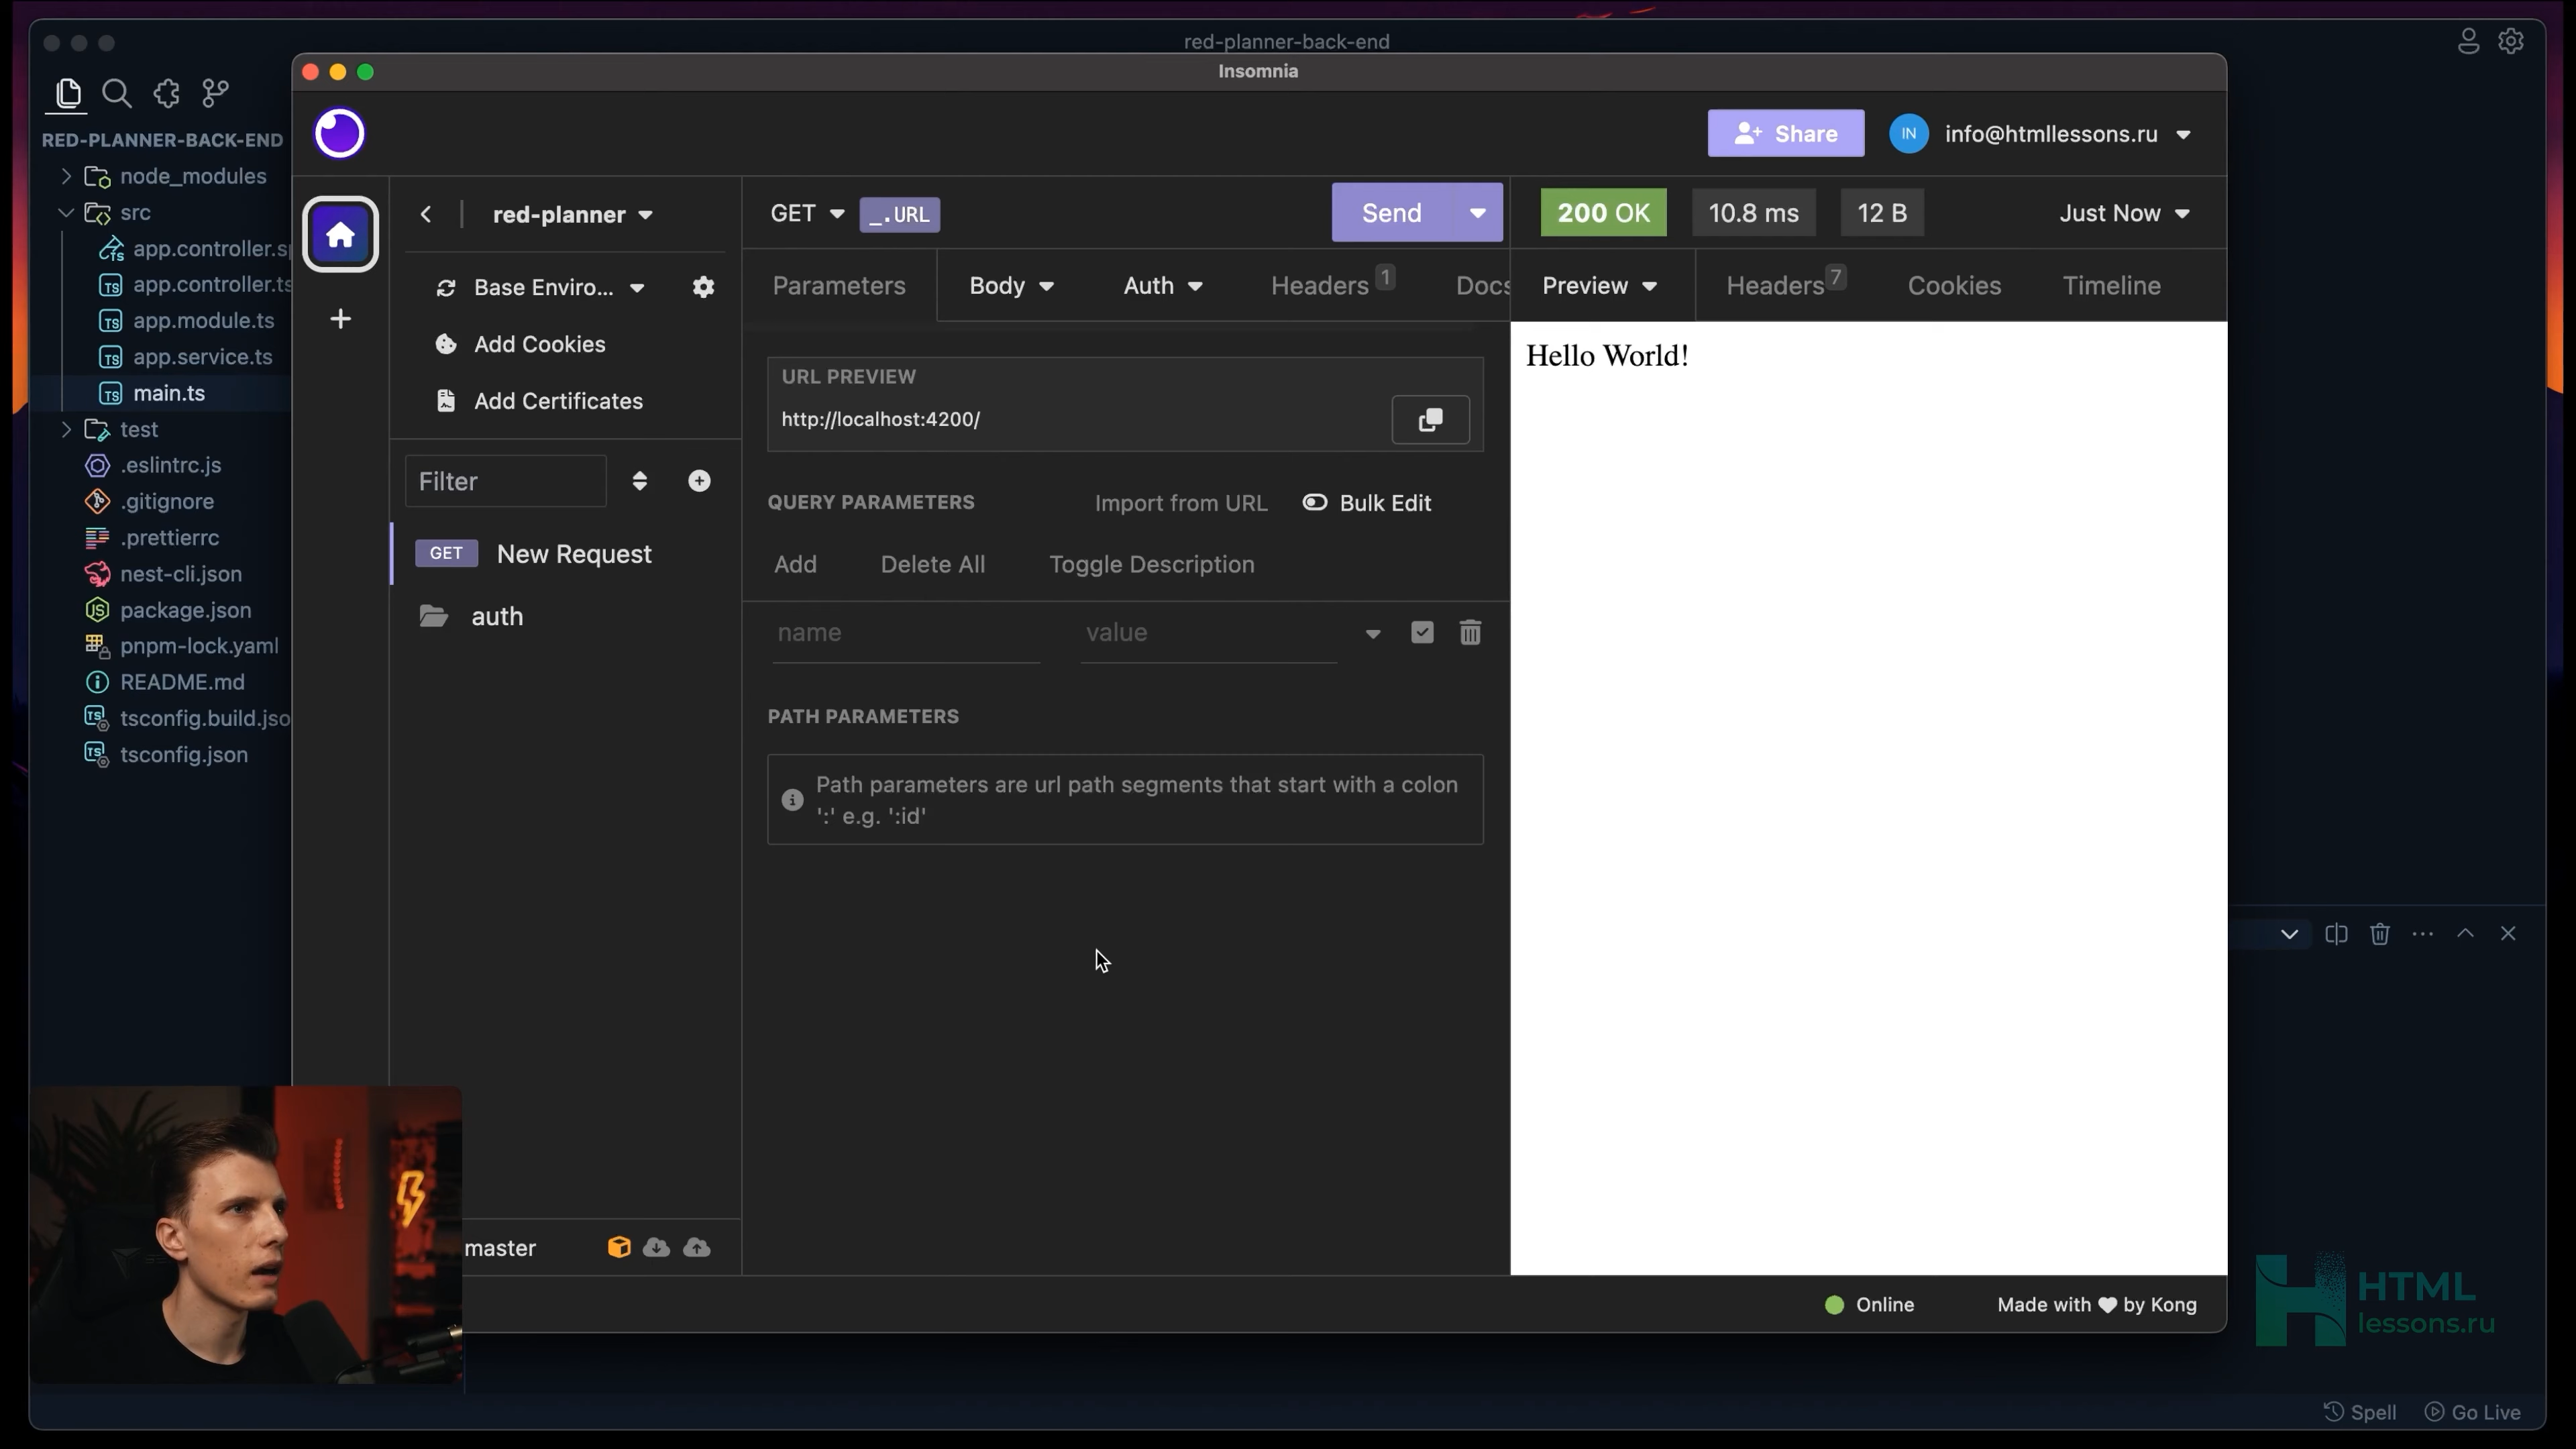 red-planner-back-end
Insomnia
RED-PLANNER-BACK-END
node_modules
src
app.controller.sp
app.controller.ts
app.module.ts
app.service.ts
main.ts
test
.eslintrc.js
.gitignore
.prettierrc
nest-cli.json
package.json
pnpm-lock.yaml
README.md
tsconfig.build.jso
tsconfig.json
Share
IN
info@htmllessons.ru
red-planner
Base Enviro...
Add Cookies
Add Certificates
Filter
GET New Request
auth
master
GET _.URL
Send
Parameters Body Auth Headers 1 Docs
URL PREVIEW
http://localhost:4200/
QUERY PARAMETERS Import from URL Bulk Edit
Add Delete All Toggle Description
name value
PATH PARAMETERS
Path parameters are url path segments that start with a colon
':' e.g. ':id'
200 OK 10.8 ms 12 B Just Now
Preview Headers 7 Cookies Timeline
Hello World!
Online Made with ♥ by Kong
HTML
lessons.ru
Spell Go Live